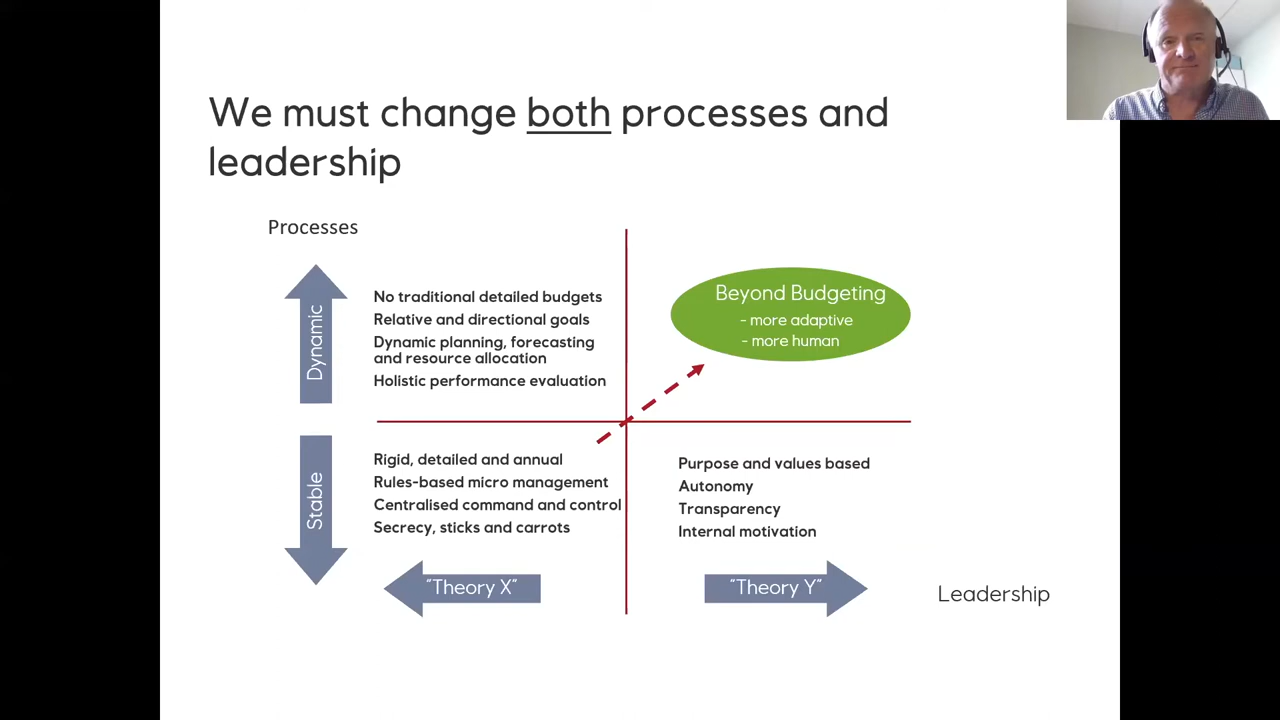 We must change both processes and
leadership
Processes
Dynamic
No traditional detailed budgets
Relative and directional goals
Dynamic planning, forecasting
and resource allocation
Holistic performance evaluation
Beyond Budgeting
- more adaptive
- more human
Stable
Rigid, detailed and annual
Rules-based micro management
Centralised command and control
Secrecy, sticks and carrots
Purpose and values based
Autonomy
Transparency
Internal motivation
"Theory X"
"Theory Y"
Leadership